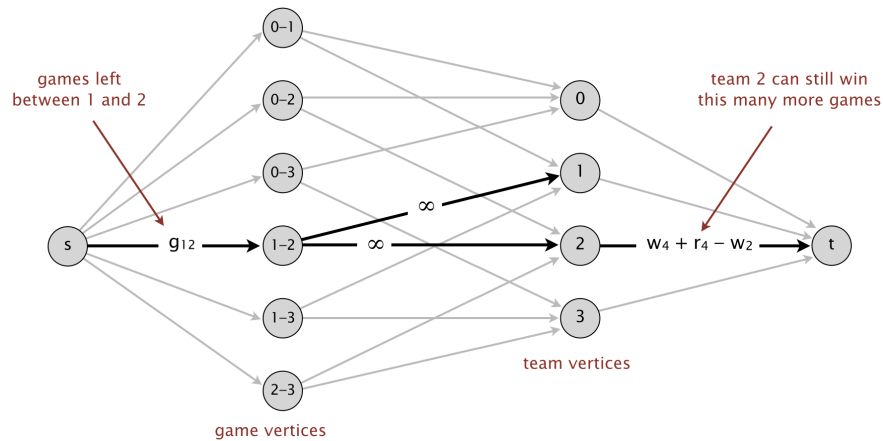 0–1
games left
between 1 and 2
team 2 can still win
this many more games
0–2
0
0–3
1
∞
s
g12
1–2
∞
2
w4 + r4 − w2
t
1–3
3
team vertices
2–3
game vertices